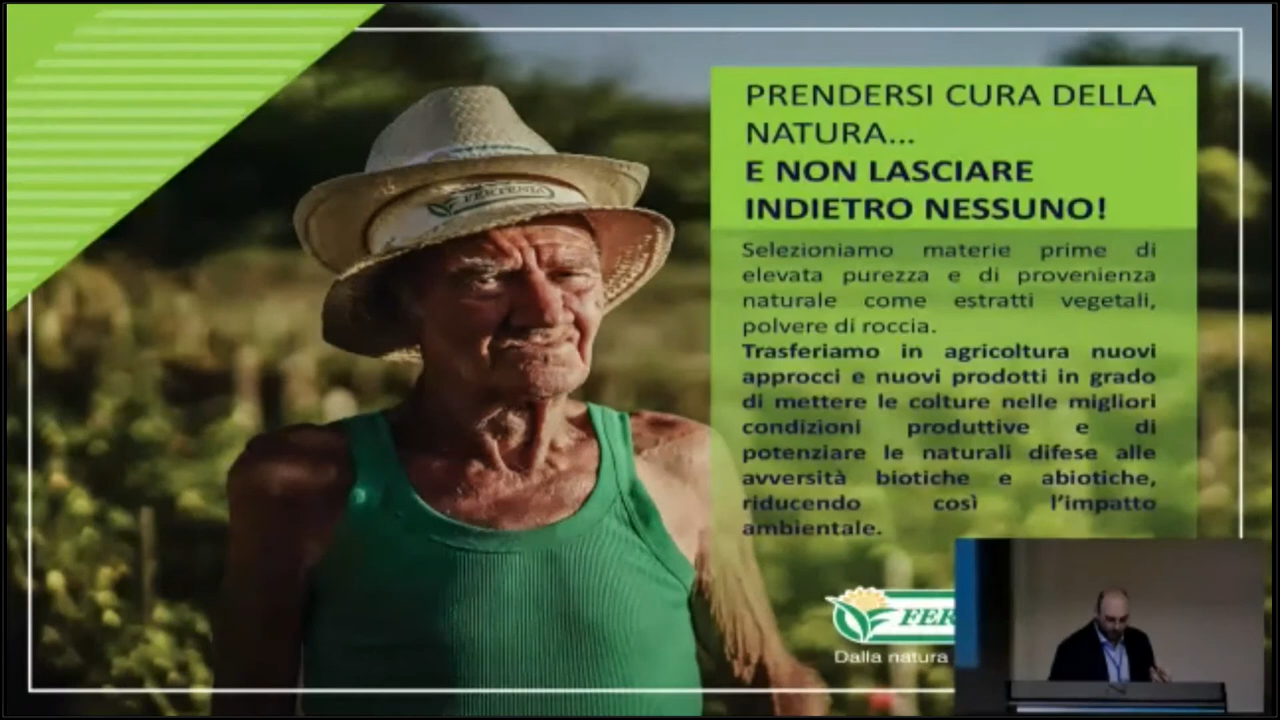 FERTENIA
PRENDERSI CURA DELLA
NATURA...
E NON LASCIARE
INDIETRO NESSUNO!
Selezioniamo materie prime di
elevata purezza e di provenienza
naturale come estratti vegetali,
polvere di roccia.
Trasferiamo in agricoltura nuovi
approcci e nuovi prodotti in grado
di mettere le colture nelle migliori
condizioni produttive e di
potenziare le naturali difese alle
avversità biotiche e abiotiche,
riducendo così l'impatto
ambientale.
FER
Dalla natura